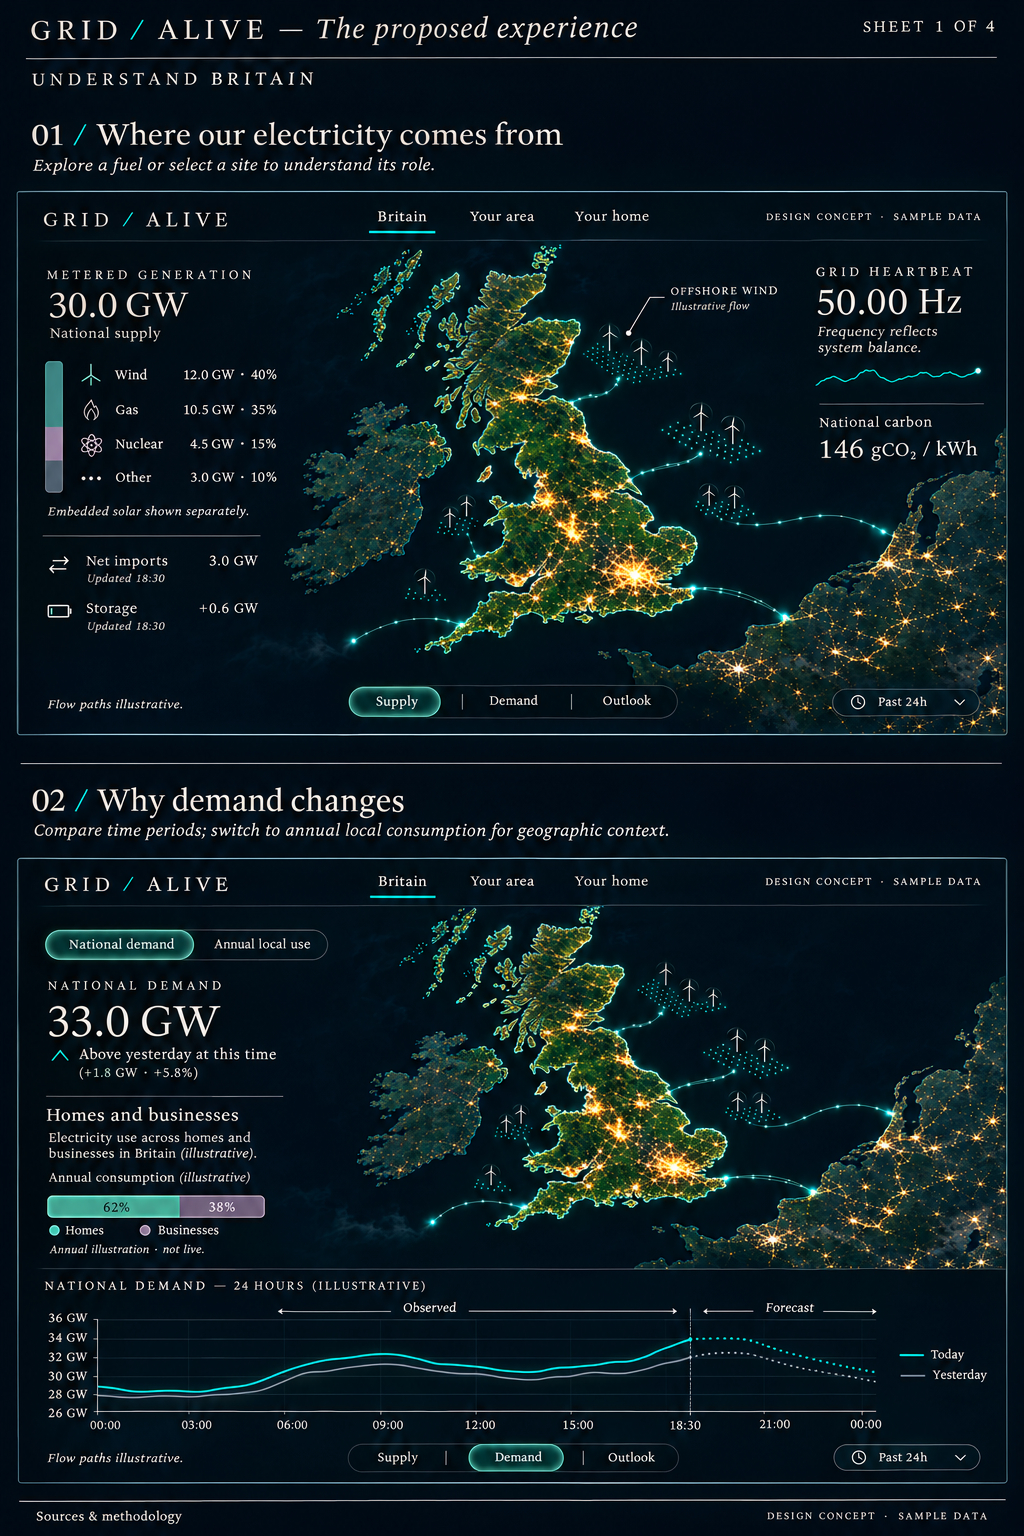 GRID / ALIVE — The proposed experience
SHEET 1 OF 4
UNDERSTAND BRITAIN
01 / Where our electricity comes from
Explore a fuel or select a site to understand its role.
GRID / ALIVE
Britain
Your area
Your home
DESIGN CONCEPT · SAMPLE DATA
METERED GENERATION
30.0 GW
National supply
Wind 12.0 GW · 40%
Gas 10.5 GW · 35%
Nuclear 4.5 GW · 15%
Other 3.0 GW · 10%
Embedded solar shown separately.
Net imports 3.0 GW
Updated 18:30
Storage +0.6 GW
Updated 18:30
OFFSHORE WIND
Illustrative flow
GRID HEARTBEAT
50.00 Hz
Frequency reflects
system balance.
National carbon
146 gCO₂ / kWh
Flow paths illustrative.
Supply | Demand | Outlook
Past 24h
02 / Why demand changes
Compare time periods; switch to annual local consumption for geographic context.
GRID / ALIVE
Britain
Your area
Your home
DESIGN CONCEPT · SAMPLE DATA
National demand
Annual local use
NATIONAL DEMAND
33.0 GW
Above yesterday at this time
(+1.8 GW · +5.8%)
Homes and businesses
Electricity use across homes and
businesses in Britain (illustrative).
Annual consumption (illustrative)
62% 38%
Homes Businesses
Annual illustration · not live.
NATIONAL DEMAND — 24 HOURS (ILLUSTRATIVE)
Observed
Forecast
36 GW
34 GW
32 GW
30 GW
28 GW
26 GW
00:00 03:00 06:00 09:00 12:00 15:00 18:30 21:00 00:00
Today
Yesterday
Flow paths illustrative.
Supply | Demand | Outlook
Past 24h
Sources & methodology
DESIGN CONCEPT · SAMPLE DATA